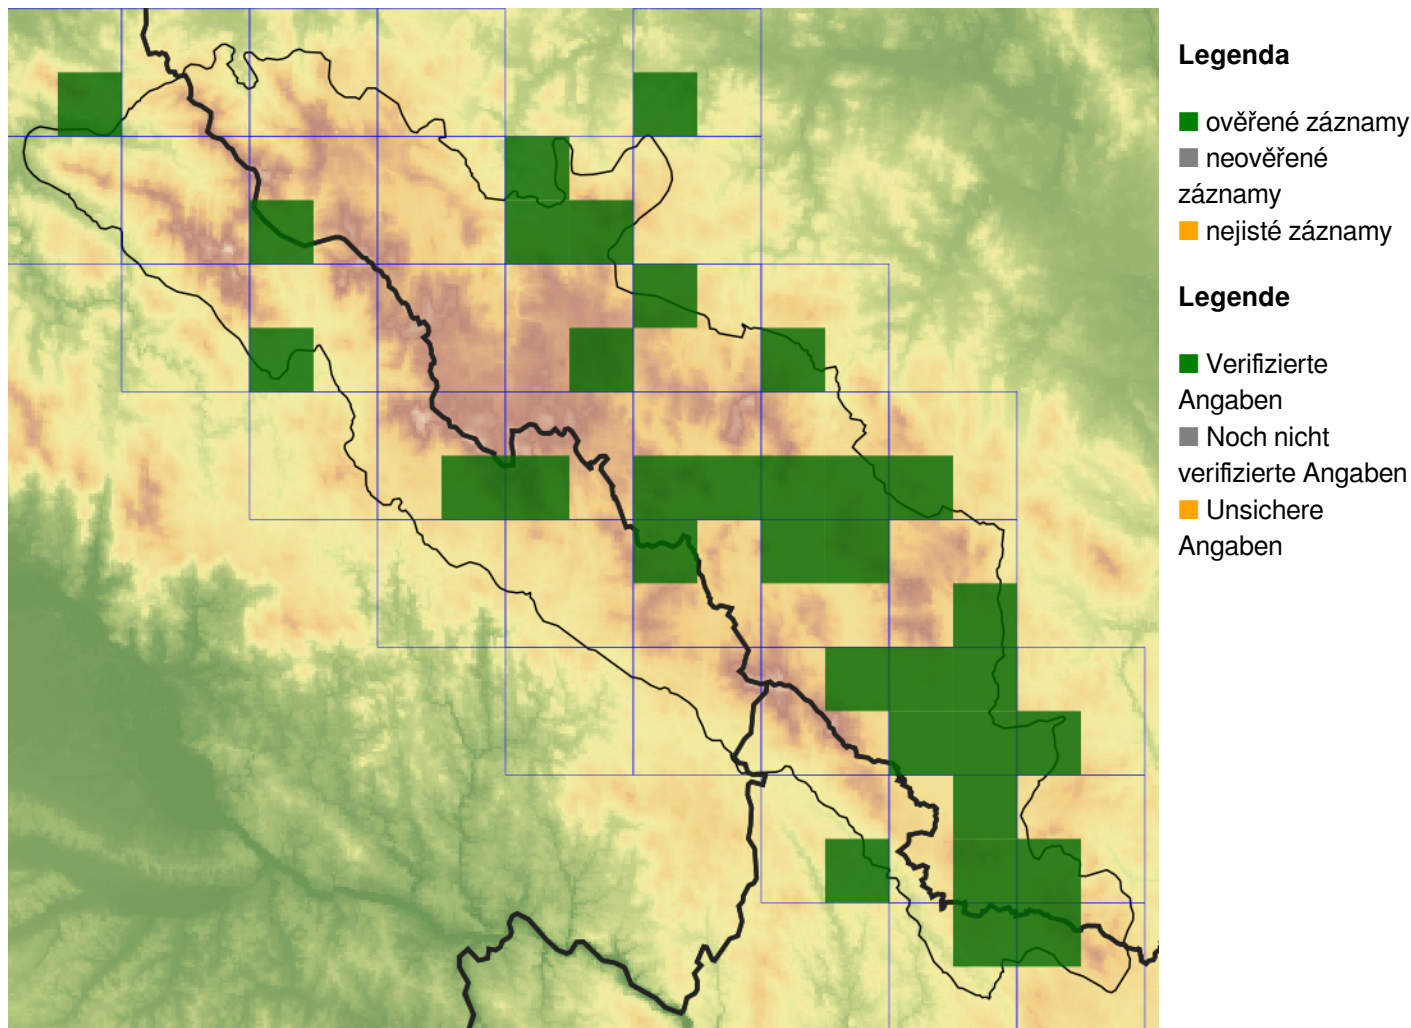 Legenda
ověřené záznamy
neověřené
záznamy
nejisté záznamy
Legende
Verifizierte
Angaben
Noch nicht
verifizierte Angaben
Unsichere
Angaben